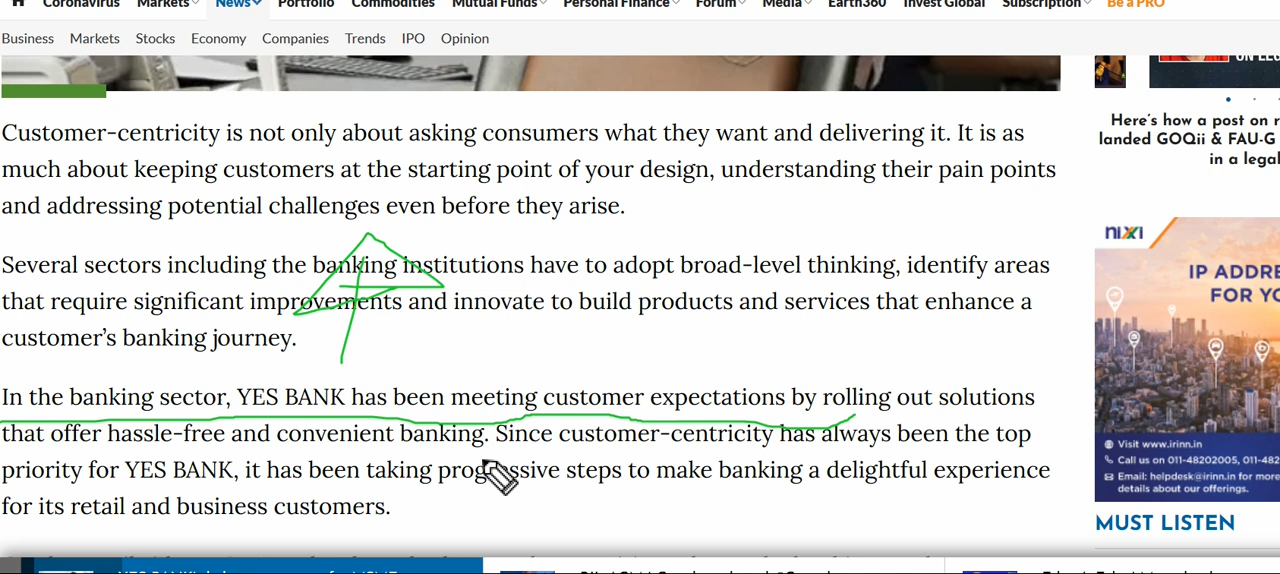 Coronavirus Markets News Portfolio Commodities Mutual Funds Personal Finance Forum Media Earth360 Invest Global Subscription Be a PRO
Business Markets Stocks Economy Companies Trends IPO Opinion
Customer-centricity is not only about asking consumers what they want and delivering it. It is as
much about keeping customers at the starting point of your design, understanding their pain points
and addressing potential challenges even before they arise.
Several sectors including the banking institutions have to adopt broad-level thinking, identify areas
that require significant improvements and innovate to build products and services that enhance a
customer's banking journey.
In the banking sector, YES BANK has been meeting customer expectations by rolling out solutions
that offer hassle-free and convenient banking. Since customer-centricity has always been the top
priority for YES BANK, it has been taking progressive steps to make banking a delightful experience
for its retail and business customers.
Here's how a post on
landed GOQii & FAU-G
in a legal
nixi
IP ADDRE
FOR YO
Visit www.irinn.in
Call us on 011-48202005, 011-482
Email: helpdesk@irinn.in for more
details about our offerings.
MUST LISTEN